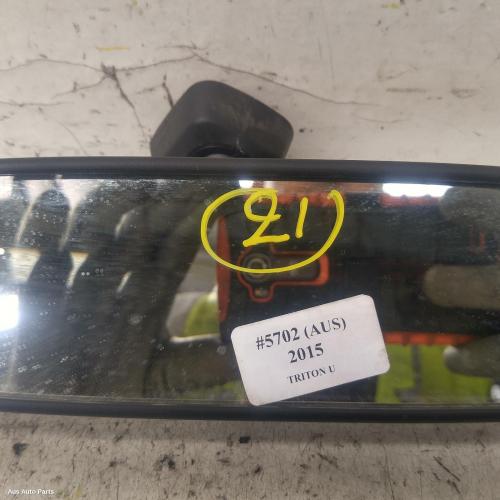 21
#5702 (AUS)
2015
TRITON U
Aus Auto Parts